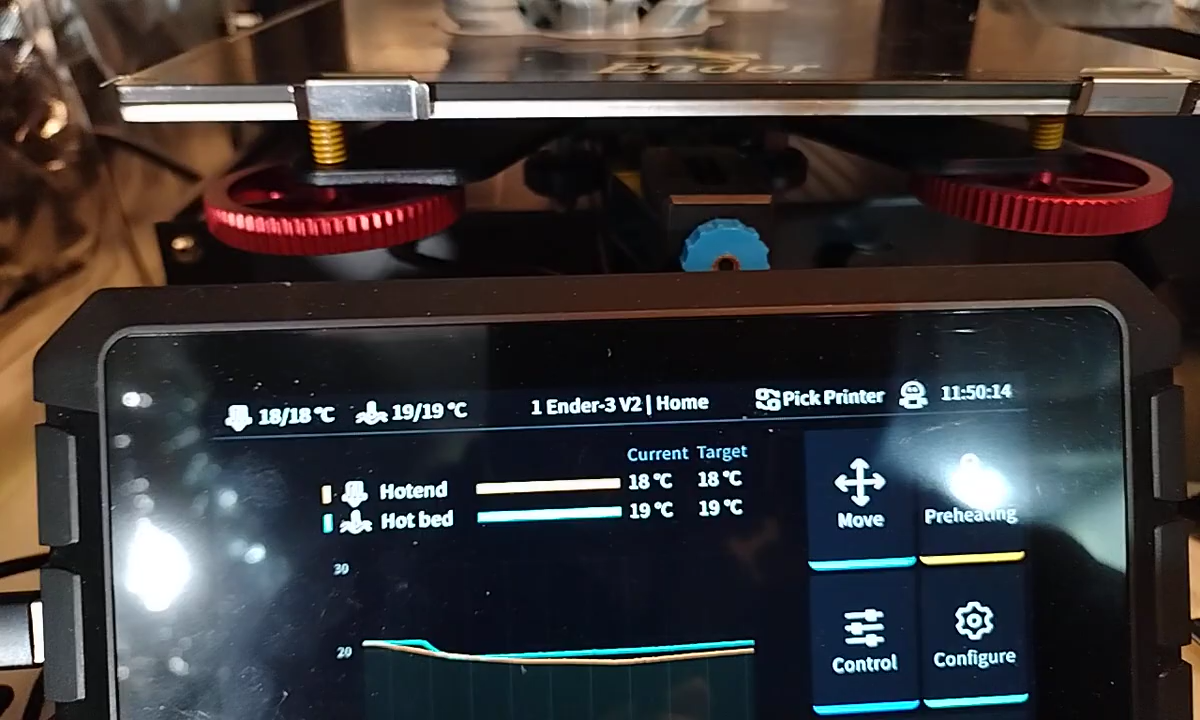 Ender
18/18 °C 19/19 °C 1 Ender-3 V2 | Home Pick Printer 11:50:14
Current Target
Hotend 18 °C 18 °C
Hot bed 19 °C 19 °C
30
20
Move Preheating
Control Configure